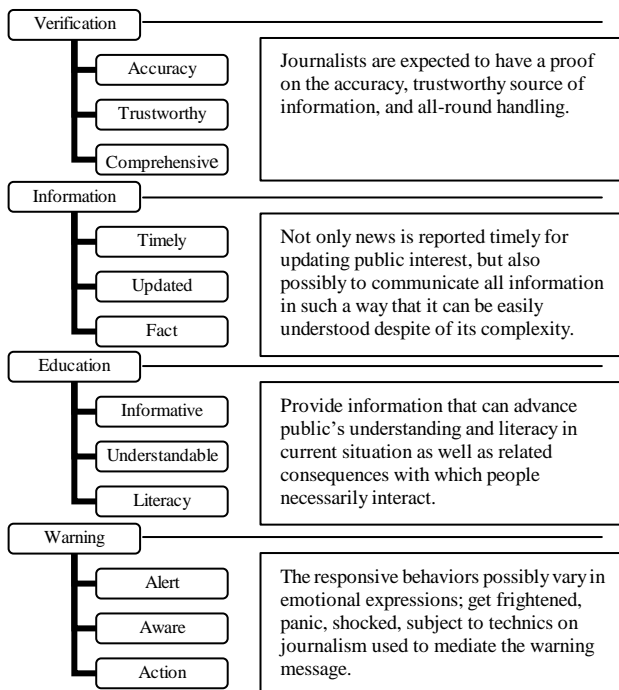 Verification
Accuracy
Trustworthy
Comprehensive
Journalists are expected to have a proof
on the accuracy, trustworthy source of
information, and all-round handling.
Information
Timely
Updated
Fact
Not only news is reported timely for
updating public interest, but also
possibly to communicate all information
in such a way that it can be easily
understood despite of its complexity.
Education
Informative
Understandable
Literacy
Provide information that can advance
public’s understanding and literacy in
current situation as well as related
consequences with which people
necessarily interact.
Warning
Alert
Aware
Action
The responsive behaviors possibly vary in
emotional expressions; get frightened,
panic, shocked, subject to technics on
journalism used to mediate the warning
message.